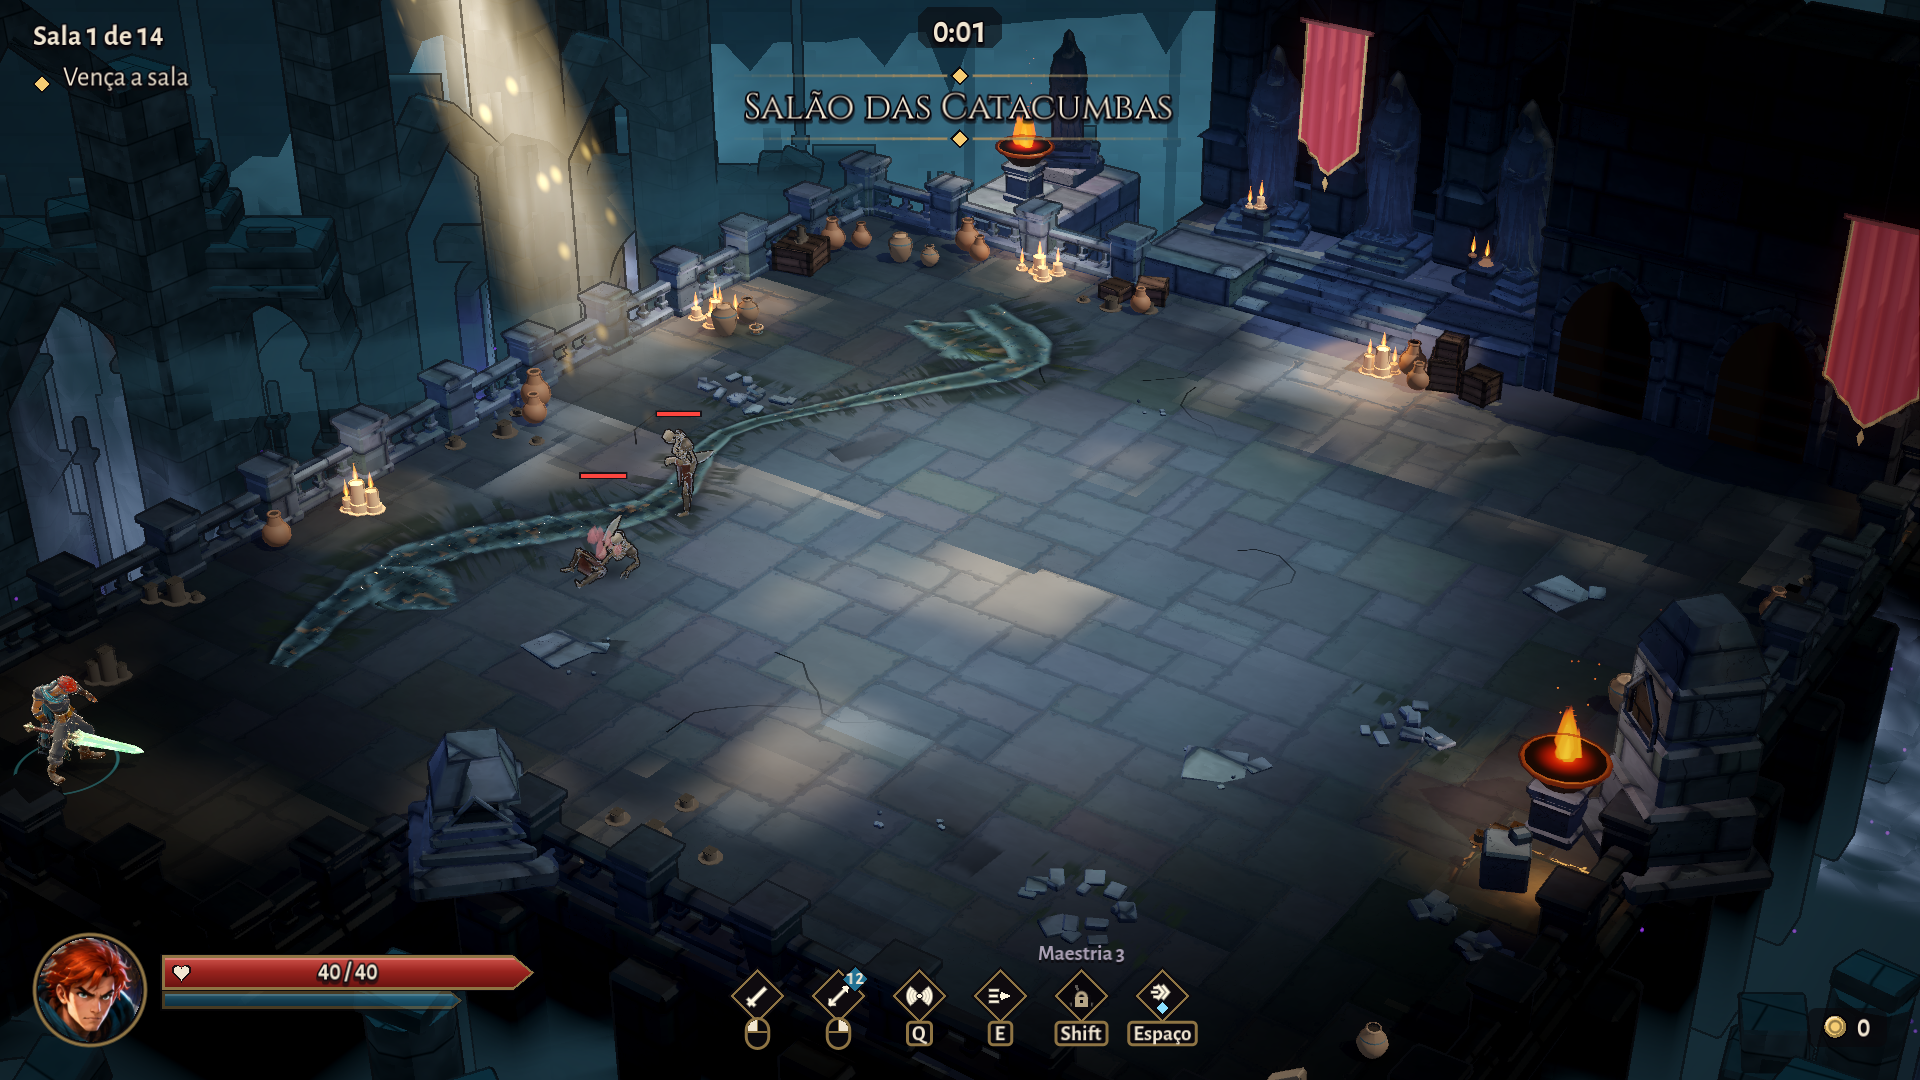 Sala 1 de 14
Vença a sala
0:01
Salão das Catacumbas
40/40
Maestria 3
12
Q
E
Shift
Espaço
0